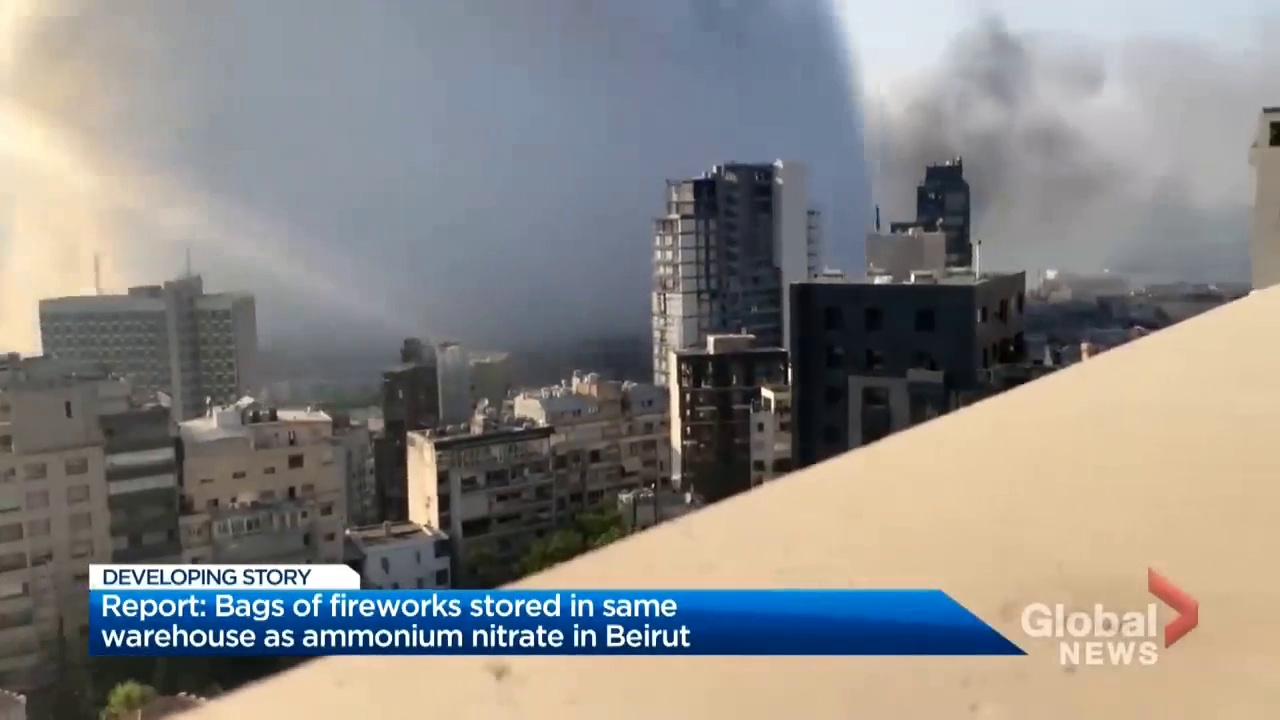 DEVELOPING STORY
Report: Bags of fireworks stored in same
warehouse as ammonium nitrate in Beirut
Global
NEWS